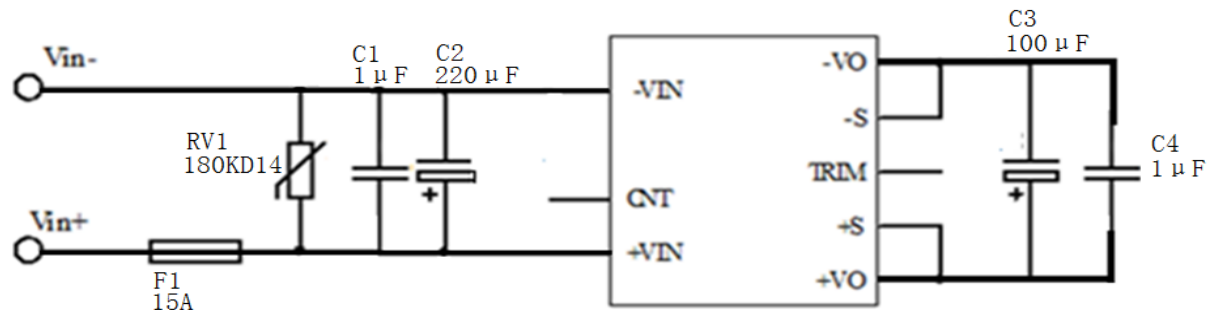 Vin-
C1
1μF
C2
220μF
C3
100μF
-VO
-VIN
-S
RV1
180KD14
C4
1μF
TRIM
CNT
Vin+
+S
+VIN
+VO
F1
15A